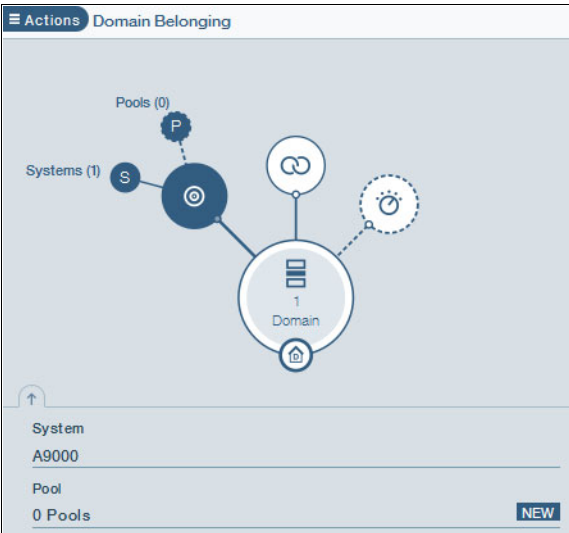 Actions Domain Belonging
Pools (0)
P
Systems (1) S
1
Domain
D
System
A9000
Pool
0 Pools NEW